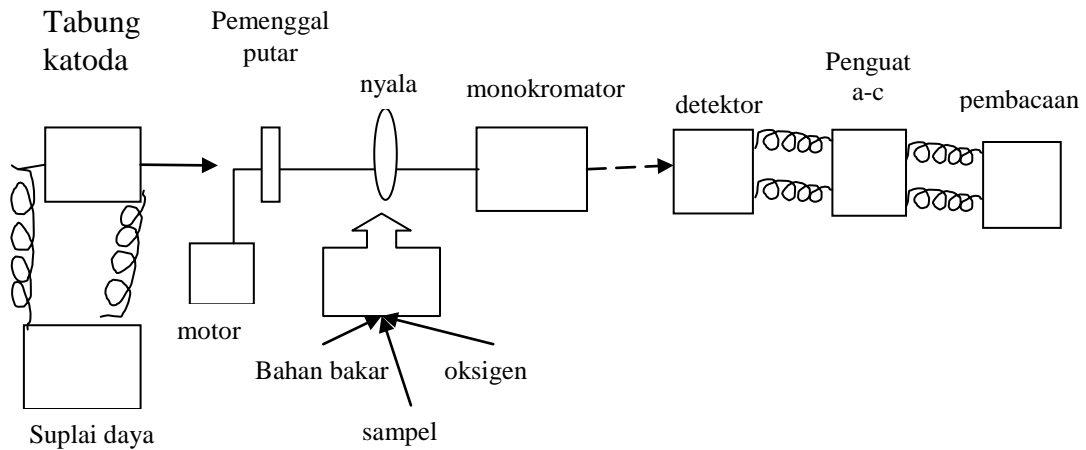 Tabung
katoda
Pemenggal
putar
nyala
monokromator
detektor
Penguat
a-c
pembacaan
motor
Bahan bakar
oksigen
sampel
Suplai daya